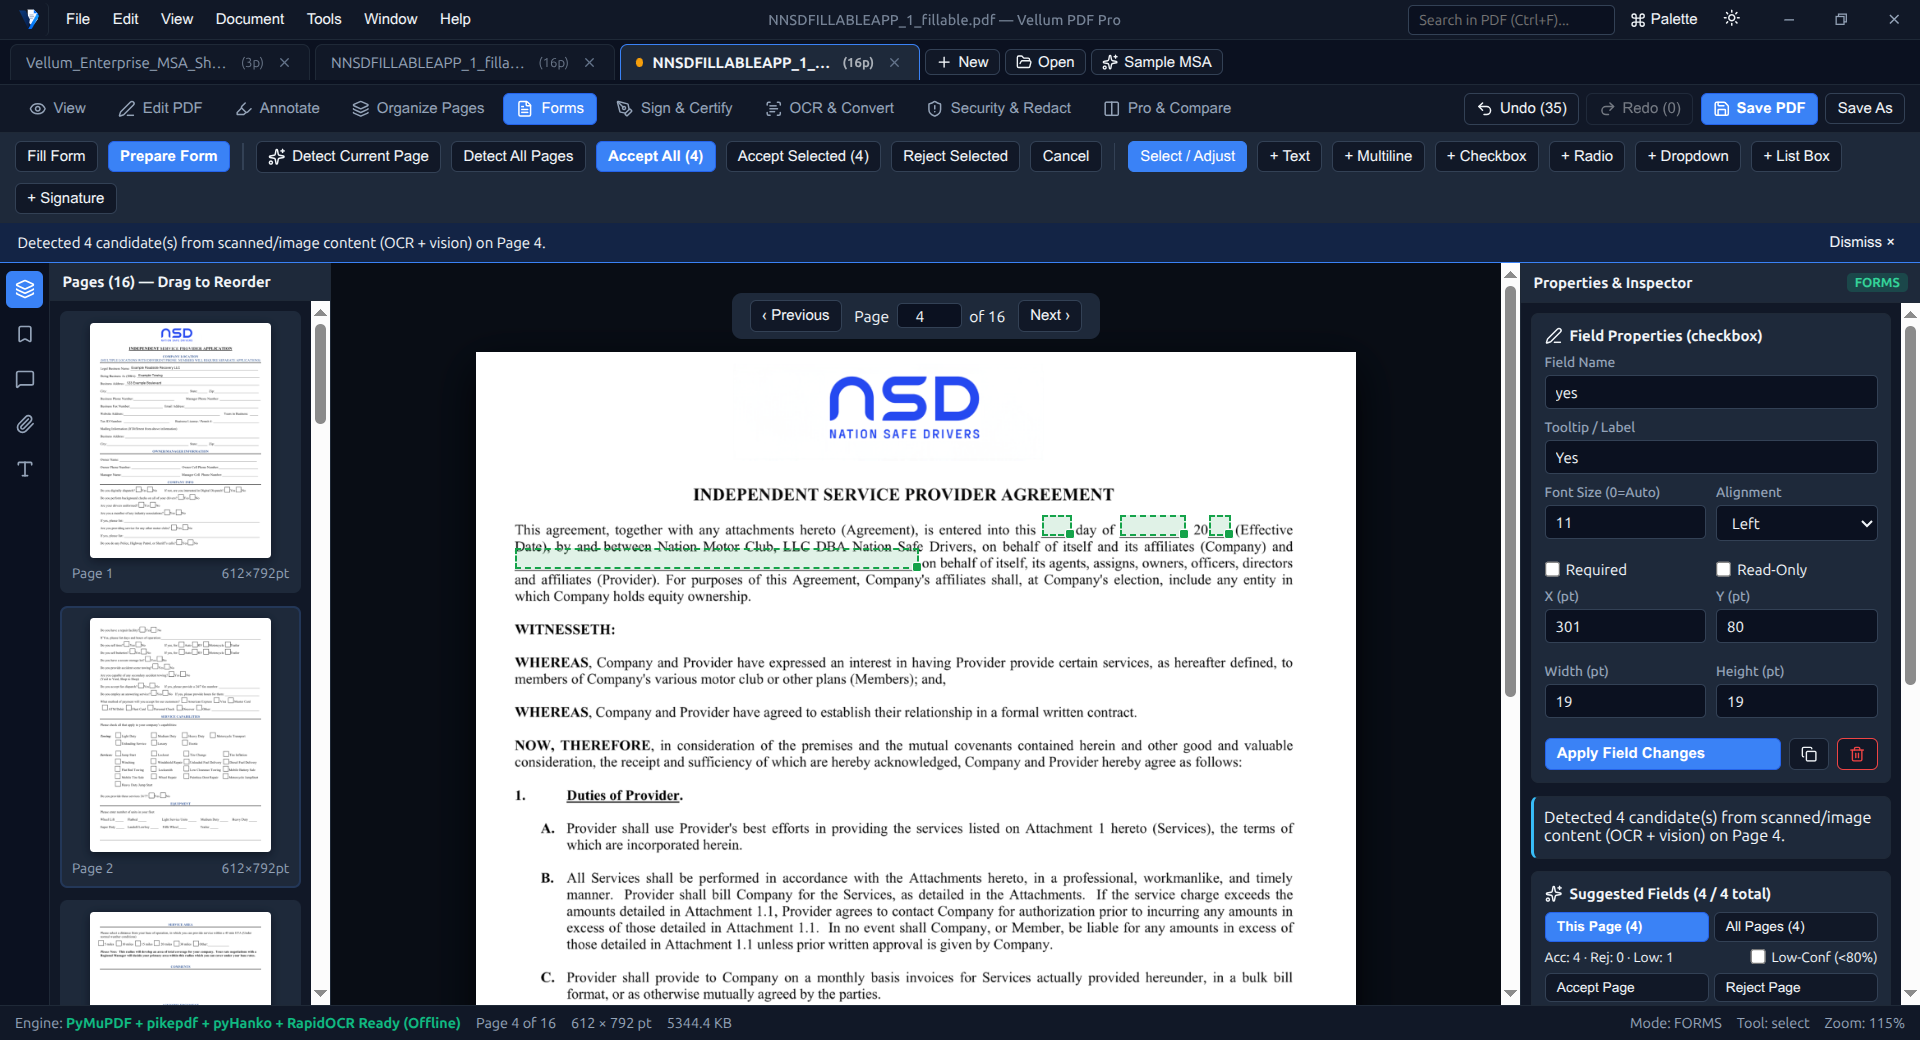 File Edit View Document Tools Window Help
NNSDFILLABLEAPP_1_fillable.pdf — Vellum PDF Pro
Search in PDF (Ctrl+F)... Palette
Vellum_Enterprise_MSA_Sh... (3p) × NNSDFILLABLEAPP_1_filla... (16p) × NNSDFILLABLEAPP_1_... (16p) × + New Open Sample MSA
View Edit PDF Annotate Organize Pages Forms Sign & Certify OCR & Convert Security & Redact Pro & Compare Undo (35) Redo (0) Save PDF Save As
Fill Form Prepare Form Detect Current Page Detect All Pages Accept All (4) Accept Selected (4) Reject Selected Cancel Select / Adjust + Text + Multiline + Checkbox + Radio + Dropdown + List Box
+ Signature
Detected 4 candidate(s) from scanned/image content (OCR + vision) on Page 4. Dismiss ×
Pages (16) — Drag to Reorder
nSD
INDEPENDENT SERVICE PROVIDER APPLICATION
Page 1 612×792pt
Page 2 612×792pt
‹ Previous Page 4 of 16 Next ›
nSD
NATION SAFE DRIVERS
INDEPENDENT SERVICE PROVIDER AGREEMENT
This agreement, together with any attachments hereto (Agreement), is entered into this day of 20 (Effective
Date), by and between Nation Motor Club, LLC DBA Nation Safe Drivers, on behalf of itself and its affiliates (Company) and
on behalf of itself, its agents, assigns, owners, officers, directors
and affiliates (Provider). For purposes of this Agreement, Company's affiliates shall, at Company's election, include any entity in
which Company holds equity ownership.
WITNESSETH:
WHEREAS, Company and Provider have expressed an interest in having Provider provide certain services, as hereafter defined, to
members of Company's various motor club or other plans (Members); and,
WHEREAS, Company and Provider have agreed to establish their relationship in a formal written contract.
NOW, THEREFORE, in consideration of the premises and the mutual covenants contained herein and other good and valuable
consideration, the receipt and sufficiency of which are hereby acknowledged, Company and Provider hereby agree as follows:
1. Duties of Provider.
A. Provider shall use Provider's best efforts in providing the services listed on Attachment 1 hereto (Services), the terms of
which are incorporated herein.
B. All Services shall be performed in accordance with the Attachments hereto, in a professional, workmanlike, and timely
manner. Provider shall bill Company for the Services, as detailed in the Attachments. If the service charge exceeds the
amounts detailed in Attachment 1.1, Provider agrees to contact Company for authorization prior to incurring any amounts in
excess of those detailed in Attachment 1.1. In no event shall Company, or Member, be liable for any amounts in excess of
those detailed in Attachment 1.1 unless prior written approval is given by Company.
C. Provider shall provide to Company on a monthly basis invoices for Services actually provided hereunder, in a bulk bill
format, or as otherwise mutually agreed by the parties.
Properties & Inspector FORMS
Field Properties (checkbox)
Field Name
yes
Tooltip / Label
Yes
Font Size (0=Auto) Alignment
11 Left
Required Read-Only
X (pt) Y (pt)
301 80
Width (pt) Height (pt)
19 19
Apply Field Changes
Detected 4 candidate(s) from scanned/image
content (OCR + vision) on Page 4.
Suggested Fields (4 / 4 total)
This Page (4) All Pages (4)
Acc: 4 · Rej: 0 · Low: 1 Low-Conf (<80%)
Accept Page Reject Page
Engine: PyMuPDF + pikepdf + pyHanko + RapidOCR Ready (Offline) Page 4 of 16 612 × 792 pt 5344.4 KB Mode: FORMS Tool: select Zoom: 115%